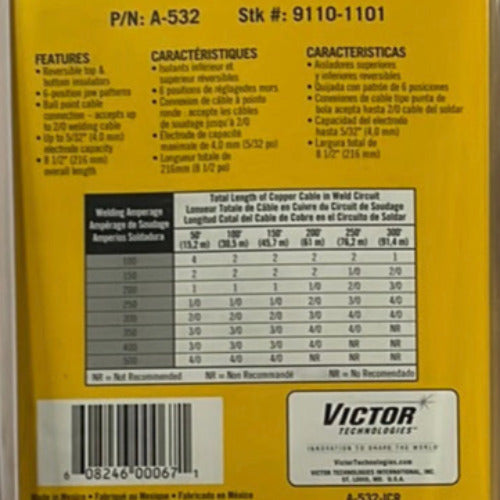 P/N: A-532 Stk #: 9110-1101
FEATURES
• Reversible top &
bottom insulators
• 6-position jaw patterns
• Ball point cable
connection - accepts up
to 2/0 welding cable
• Up to 5/32" (4,0 mm)
electrode capacity
• 8 1/2" (216 mm)
overall length
CARACTÉRISTIQUES
• Isolants inférieur et
supérieur réversibles
• 6 positions de réglagedes mors
• Connexion de câble à pointe
ronde : accepte les câbles
de soudage jusqu'à 2/0
• Électrode de capacité
maximale de 4,0 mm (5/32 po)
• Longueur totale de
216mm (8 1/2 po)
CARACTERISTICAS
• Aisladores superiores
y inferiores reversibles
• Quijada con patrón de 6 posiciones
• Conexiones de cable tipo punta de
bola acepta hasta 2/0 cable del soldar
• Capacidad del electrodo
hasta 5/32" (4,0 mm)
• Largura total de
8 1/2" (216 mm)
Welding Amperage
Ampérage de Soudage
Amperios Soldadura
Total Length of Copper Cable in Weld Circuit
Longueur Totale de Câble en Cuivre du Circuit de Soudage
Longitud Cotal del Cable de Cobre en el Circuito de Soldar
50' 100' 150' 200' 250' 300'
(15,2 m) (30,5 m) (45,7 m) (61 m) (76,2 m) (91,4 m)
100 4 2 2 2 2 1
150 2 2 2 2 1/0 2/0
200 1 1 1 1/0 2/0 3/0
250 1/0 1/0 1/0 2/0 3/0 4/0
300 2/0 2/0 2/0 3/0 4/0 4/0
350 3/0 3/0 3/0 4/0 4/0 NR
400 3/0 3/0 3/0 4/0 NR NR
500 4/0 4/0 4/0 NR NR NR
NR = Not Recommended NR = Non Recommandé NR = No Recomendado
6 08246 00067 1
VICTOR
TECHNOLOGIES™
INNOVATION TO SHARE THE WORLD
VictorTechnologies.com
VICTOR TECHNOLOGIES INTERNATIONAL, INC.
ST. LOUIS, MO. U.S.A.
Made in Mexico • Fabriqué au Mexique • Fabricado en México
A-532-JCB